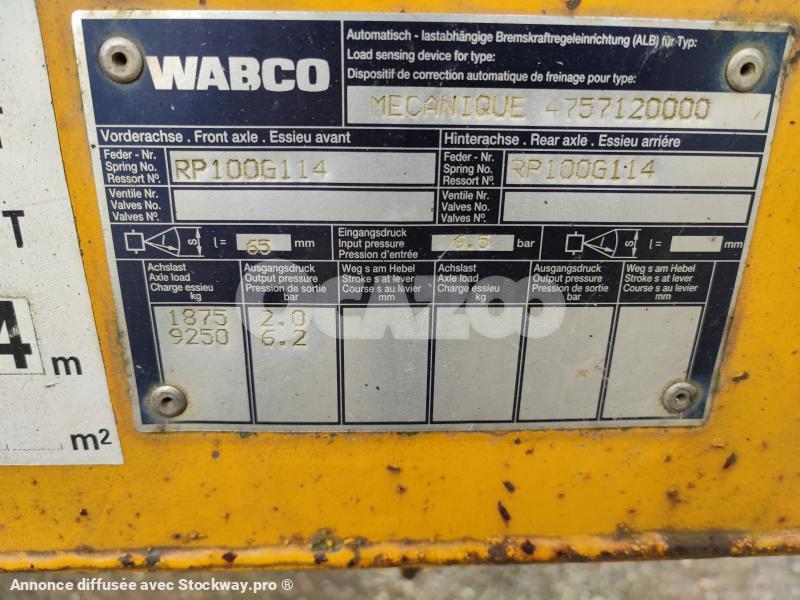 WABCO
Automatisch - lastabhängige Bremskraftregeleinrichtung (ALB) für Typ:
Load sensing device for type:
Dispositif de correction automatique de freinage pour type:
MECANIQUE 4757120000
Vorderachse . Front axle . Essieu avant
Hinterachse . Rear axle . Essieu arriére
Feder - Nr.
Spring No.
Ressort Nº.
RP100G114
Feder - Nr.
Spring No.
Ressort Nº.
RP100G114
Ventile Nr.
Valves No.
Valves Nº.
Ventile Nr.
Valves No.
Valves Nº.
s l = 65 mm
Eingangsdruck
Input pressure
Pression d'entrée
6.5 bar
s l = mm
Achslast
Axle load
Charge essieu
kg
Ausgangsdruck
Output pressure
Pression de sortie
bar
Weg s am Hebel
Stroke s at lever
Course s au levier
mm
Achslast
Axle load
Charge essieu
kg
Ausgangsdruck
Output pressure
Pression de sortie
bar
Weg s am Hebel
Stroke s at lever
Course s au levier
mm
1875 2.0
9250 6.2
OCAZOO
T
4 m
m²
Annonce diffusée avec Stockway.pro ®